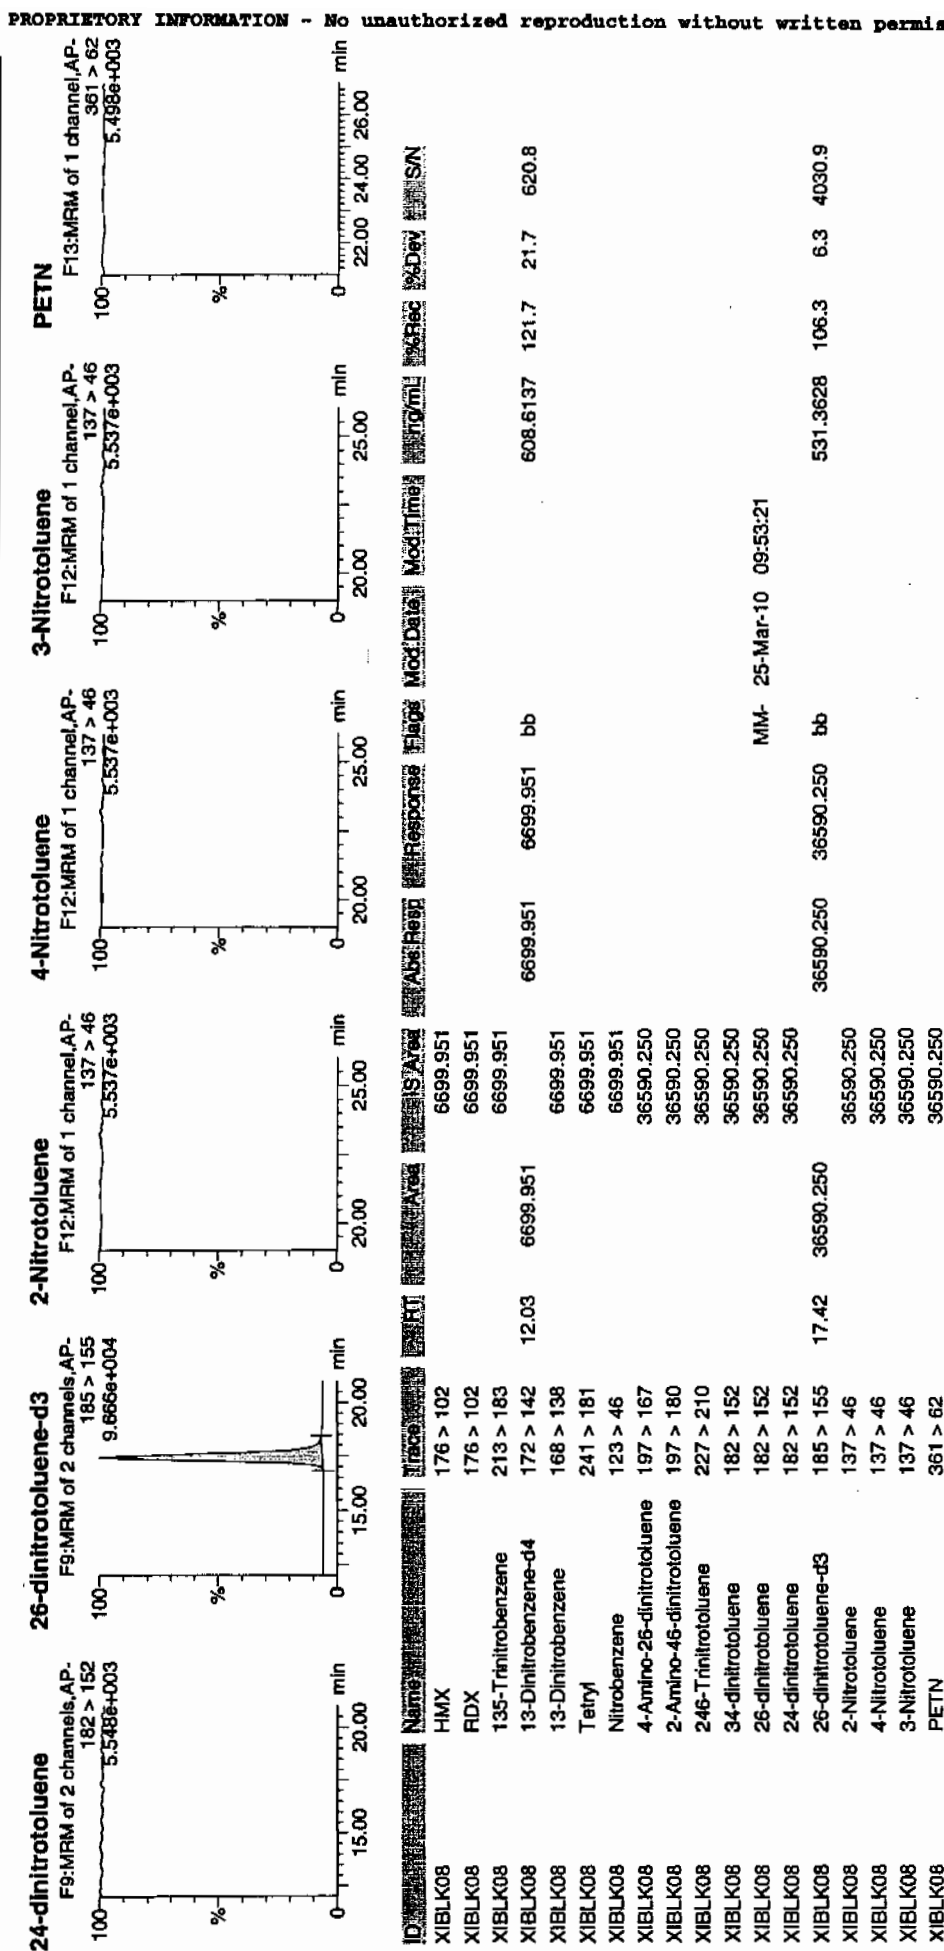 PROPRIETORY INFORMATION - No unauthorized reproduction without written permis
24-dinitrotoluene
F9:MRM of 2 channels,AP-
182 > 152
5.548e+003
100
%
0
15.00 20.00 min
26-dinitrotoluene-d3
F9:MRM of 2 channels,AP-
185 > 155
9.666e+004
100
%
0
15.00 20.00 min
2-Nitrotoluene
F12:MRM of 1 channel,AP-
137 > 46
5.537e+003
100
%
0
20.00 25.00 min
4-Nitrotoluene
F12:MRM of 1 channel,AP-
137 > 46
5.537e+003
100
%
0
20.00 25.00 min
3-Nitrotoluene
F12:MRM of 1 channel,AP-
137 > 46
5.537e+003
100
%
0
20.00 25.00 min
PETN
F13:MRM of 1 channel,AP-
361 > 62
5.498e+003
100
%
0
22.00 24.00 26.00 min
ID Name Trace RT Area IS Area Abs Resp Response Flags Mod.Date Mod.Time ng/mL %Rec %Dev S/N
XIBLK08 HMX 176 > 102 6699.951
XIBLK08 RDX 176 > 102 6699.951
XIBLK08 135-Trinitrobenzene 213 > 183 6699.951
XIBLK08 13-Dinitrobenzene-d4 172 > 142 12.03 6699.951 6699.951 6699.951 bb 608.6137 121.7 21.7 620.8
XIBLK08 13-Dinitrobenzene 168 > 138 6699.951
XIBLK08 Tetryl 241 > 181 6699.951
XIBLK08 Nitrobenzene 123 > 46 6699.951
XIBLK08 4-Amino-26-dinitrotoluene 197 > 167 36590.250
XIBLK08 2-Amino-46-dinitrotoluene 197 > 180 36590.250
XIBLK08 246-Trinitrotoluene 227 > 210 36590.250
XIBLK08 34-dinitrotoluene 182 > 152 36590.250
XIBLK08 26-dinitrotoluene 182 > 152 36590.250 MM- 25-Mar-10 09:53:21
XIBLK08 24-dinitrotoluene 182 > 152 36590.250
XIBLK08 26-dinitrotoluene-d3 185 > 155 17.42 36590.250 36590.250 36590.250 bb 531.3628 106.3 6.3 4030.9
XIBLK08 2-Nitrotoluene 137 > 46 36590.250
XIBLK08 4-Nitrotoluene 137 > 46 36590.250
XIBLK08 3-Nitrotoluene 137 > 46 36590.250
XIBLK08 PETN 361 > 62 36590.250